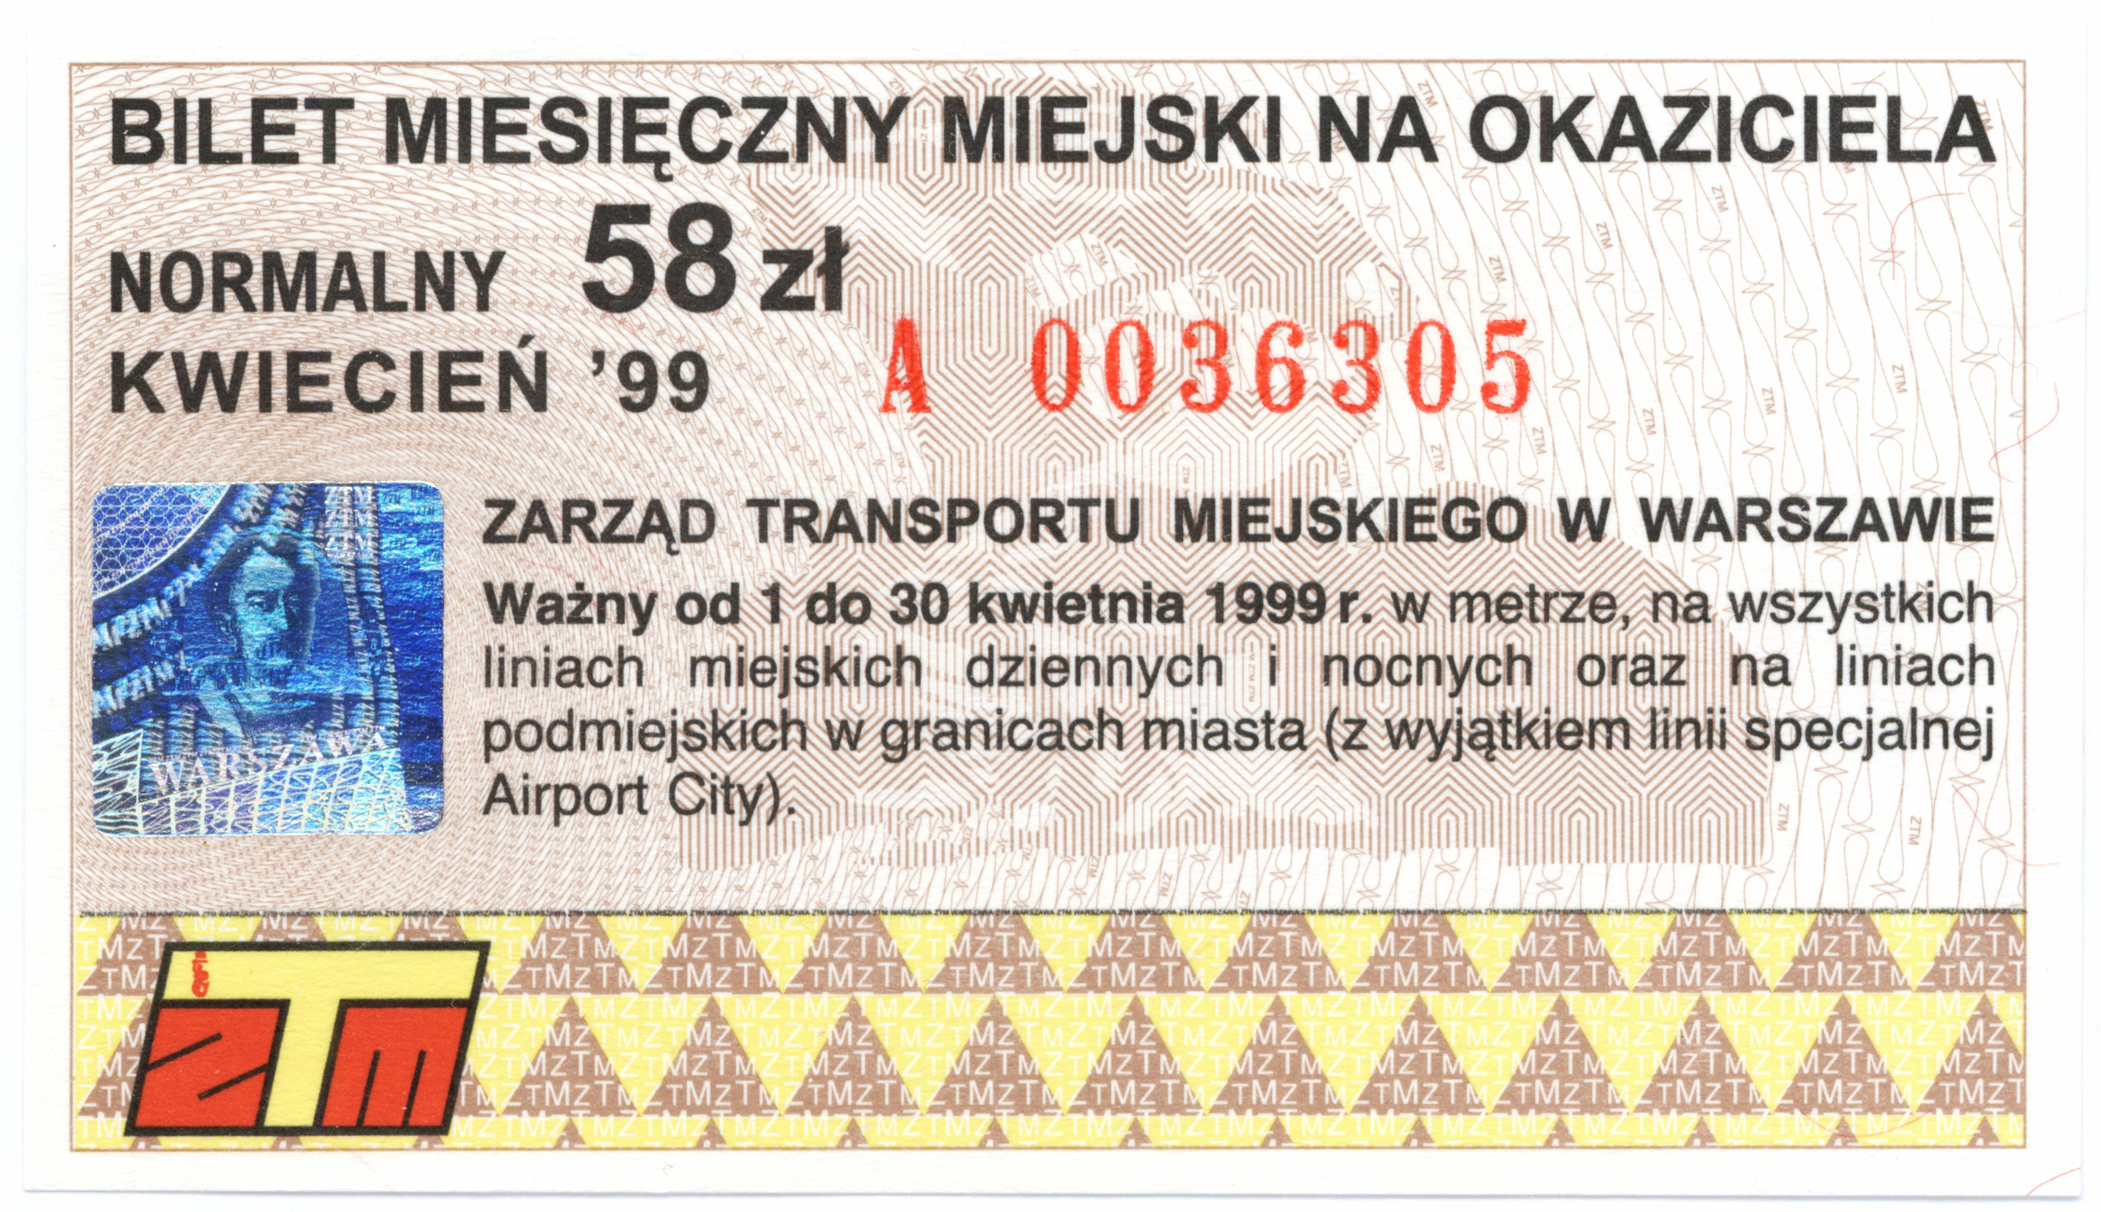 BILET MIESIĘCZNY MIEJSKI NA OKAZICIELA
NORMALNY 58 zł
KWIECIEŃ '99 A 0036305
ZARZĄD TRANSPORTU MIEJSKIEGO W WARSZAWIE
Ważny od 1 do 30 kwietnia 1999 r. w metrze, na wszystkich
liniach miejskich dziennych i nocnych oraz na liniach
podmiejskich w granicach miasta (z wyjątkiem linii specjalnej
Airport City).
WARSZAWA
ZTM